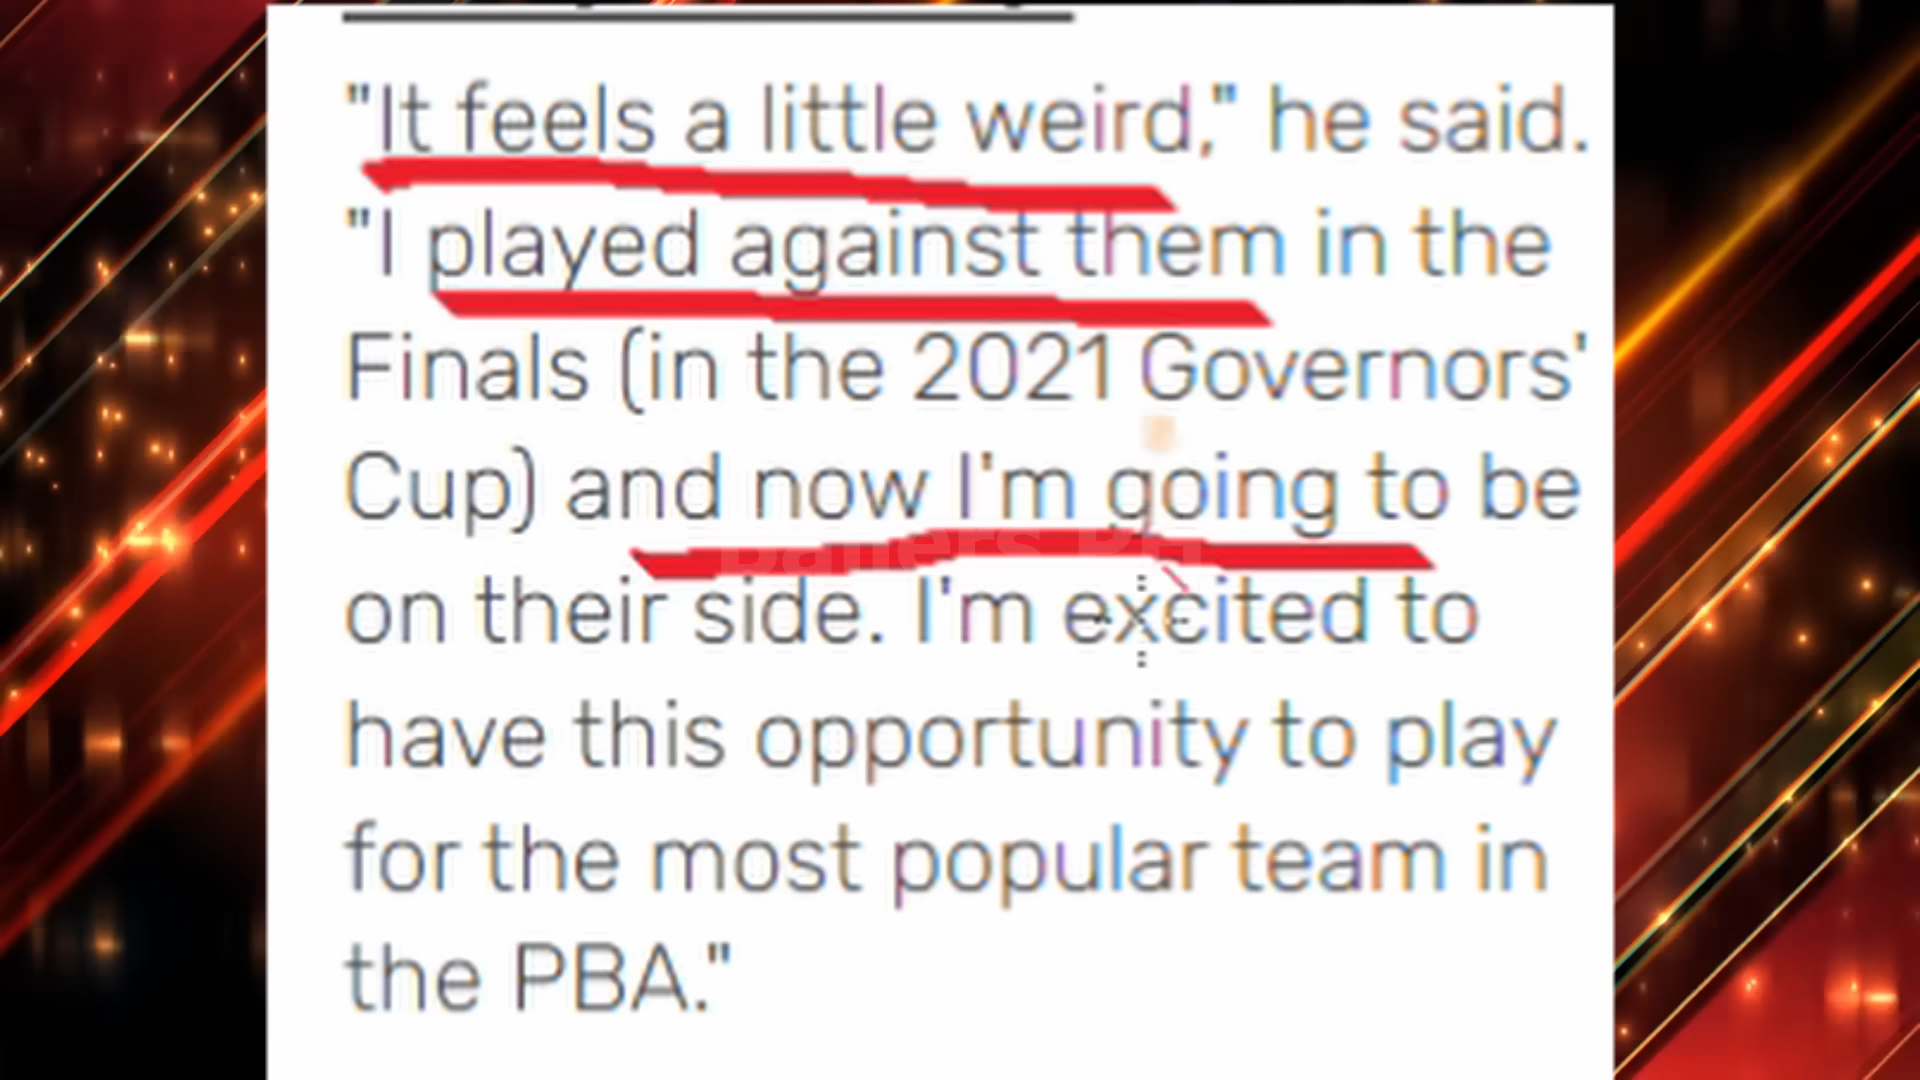 "It feels a little weird," he said.
"I played against them in the
Finals (in the 2021 Governors'
Cup) and now I'm going to be
Ballers PH
on their side. I'm excited to
have this opportunity to play
for the most popular team in
the PBA."